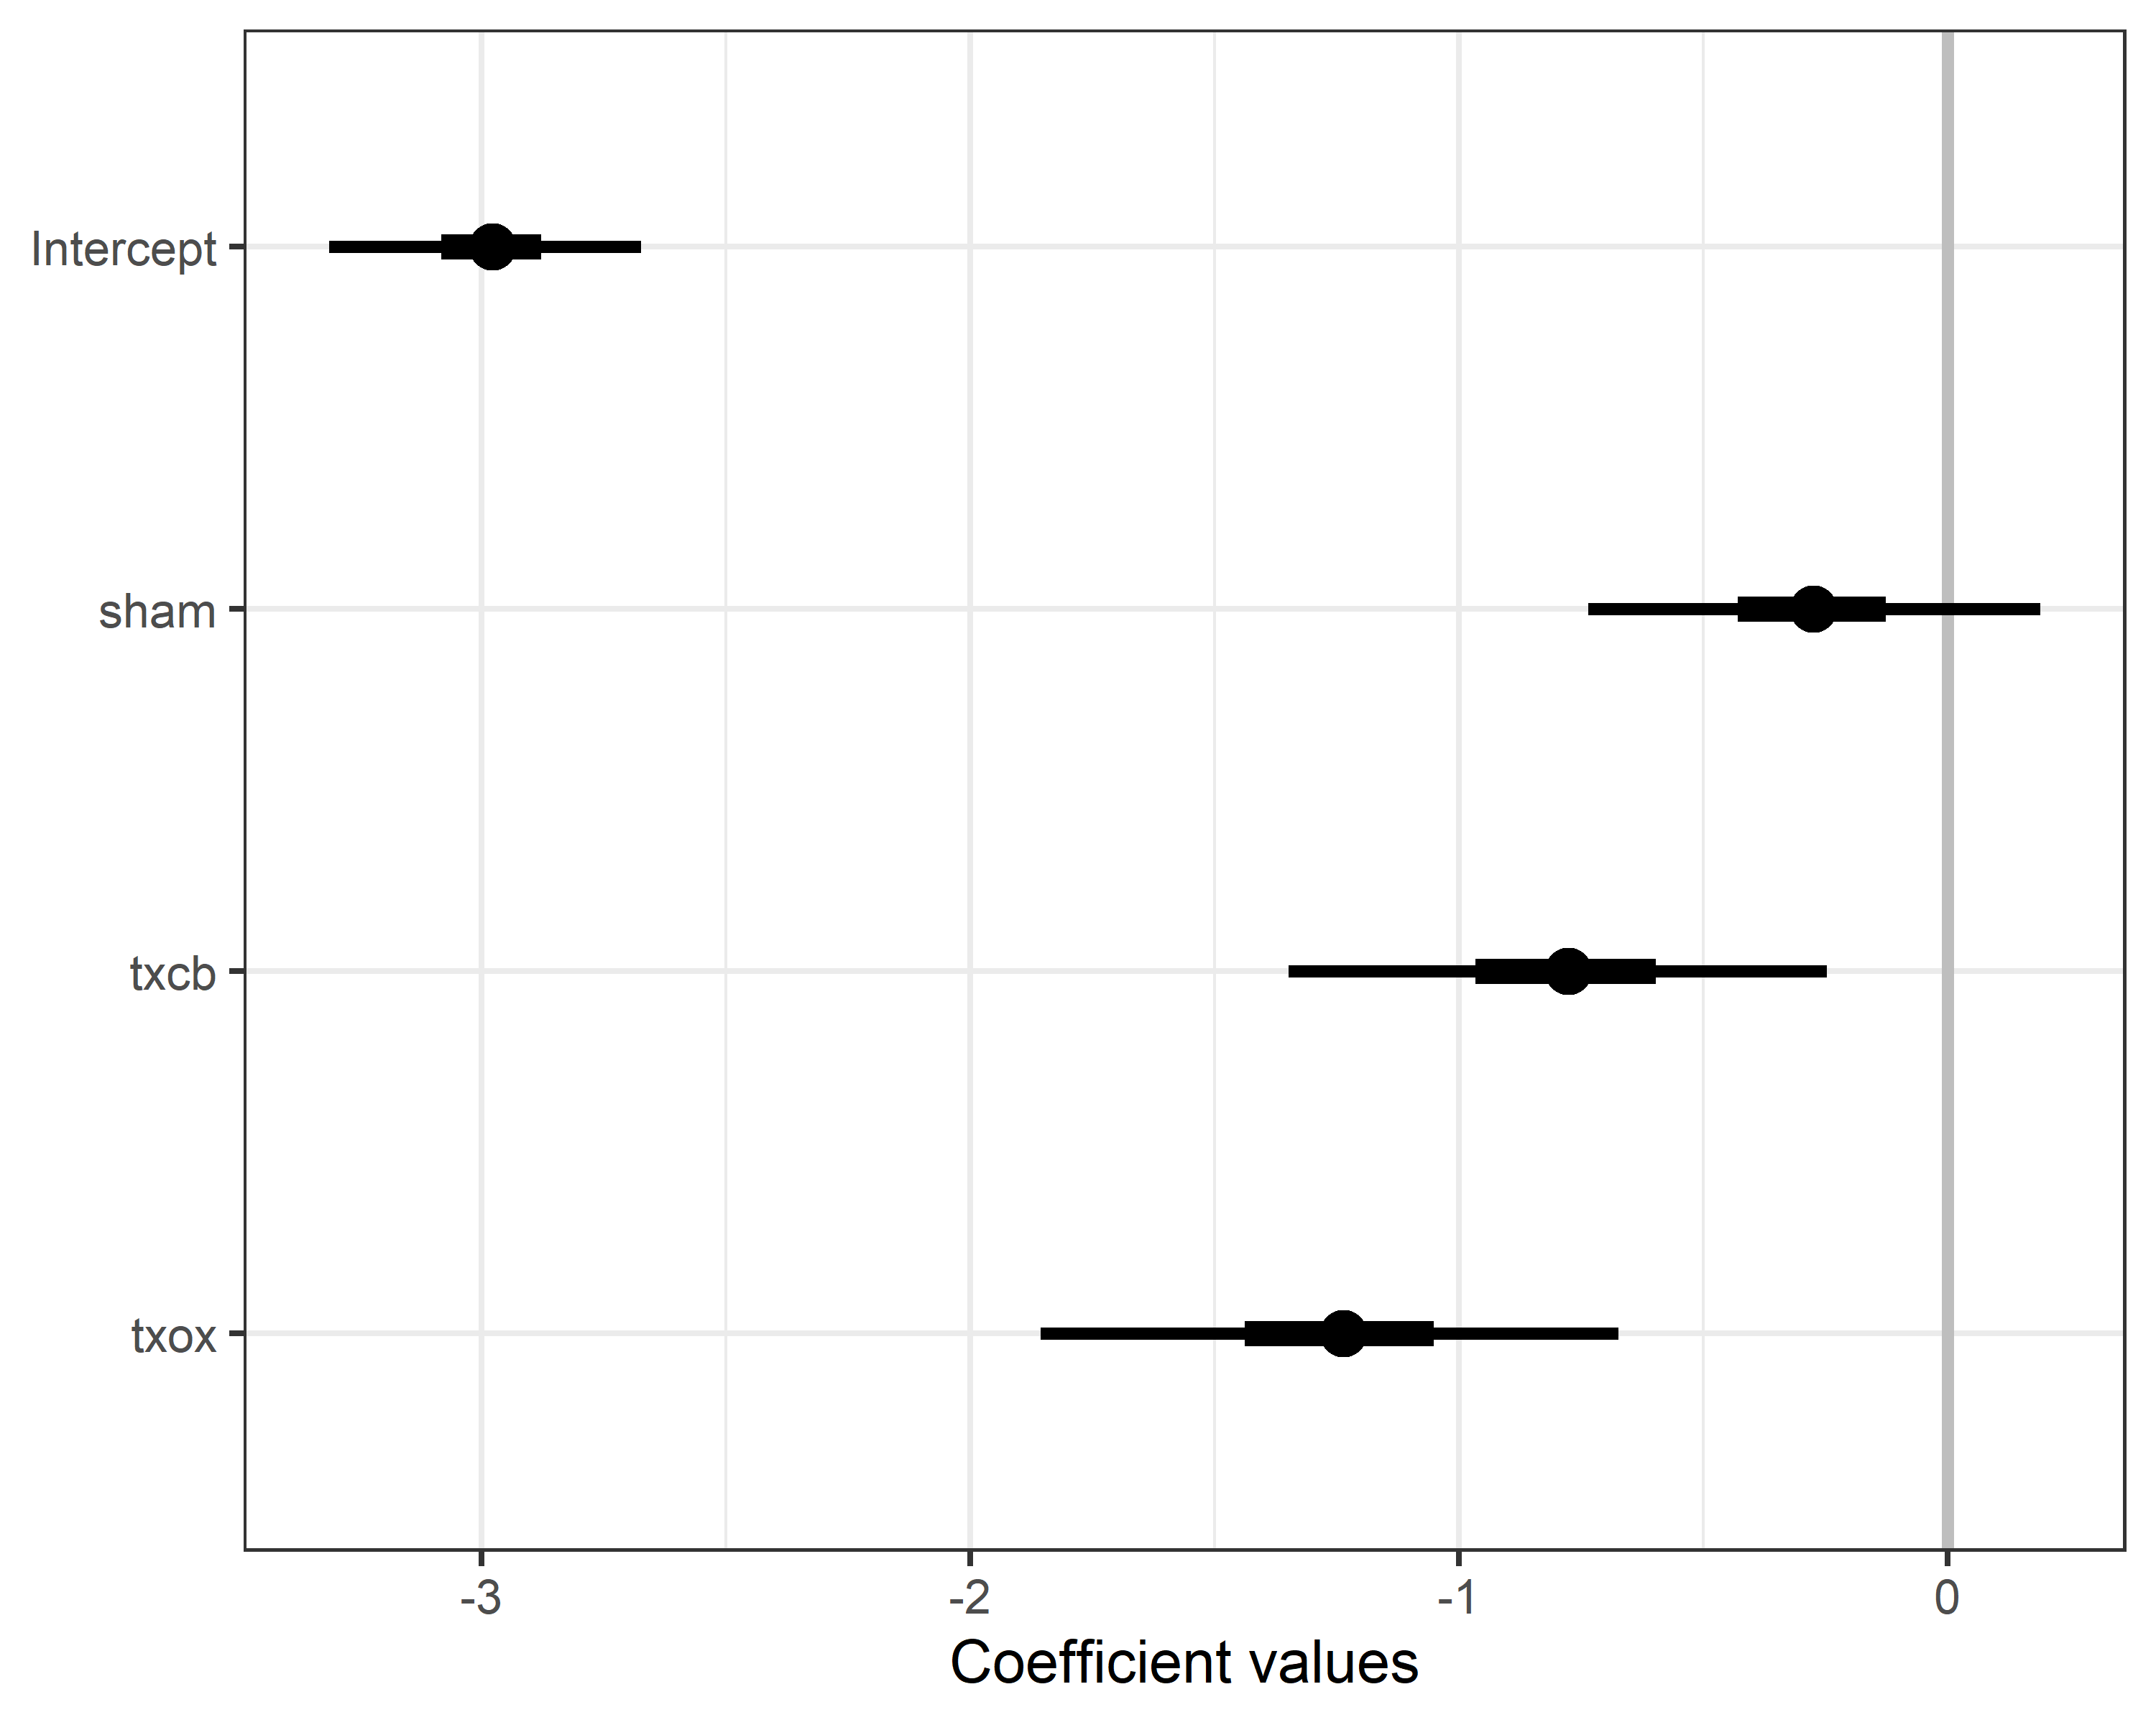 Intercept
sham
txcb
txox
-3 -2 -1 0
Coefficient values